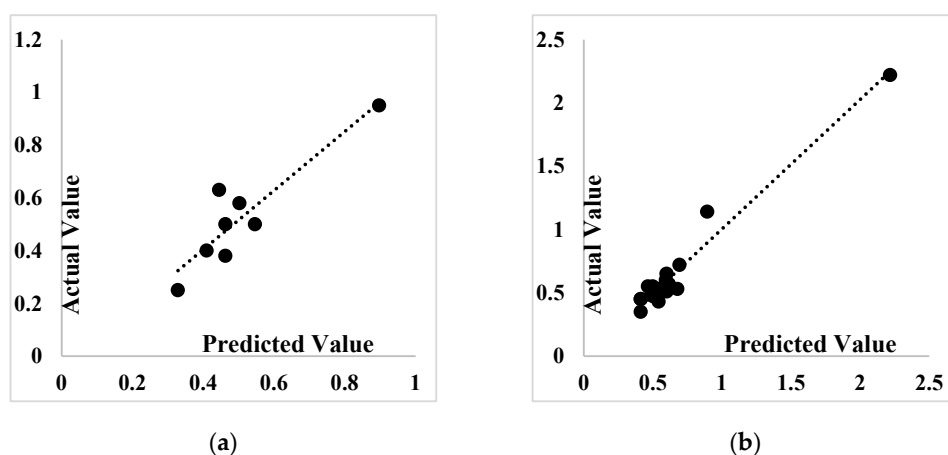 1.2
1
0.8
0.6
0.4
0.2
0
Actual Value
Predicted Value
0 0.2 0.4 0.6 0.8 1
(a)
2.5
2
1.5
1
0.5
0
Actual Value
Predicted Value
0 0.5 1 1.5 2 2.5
(b)